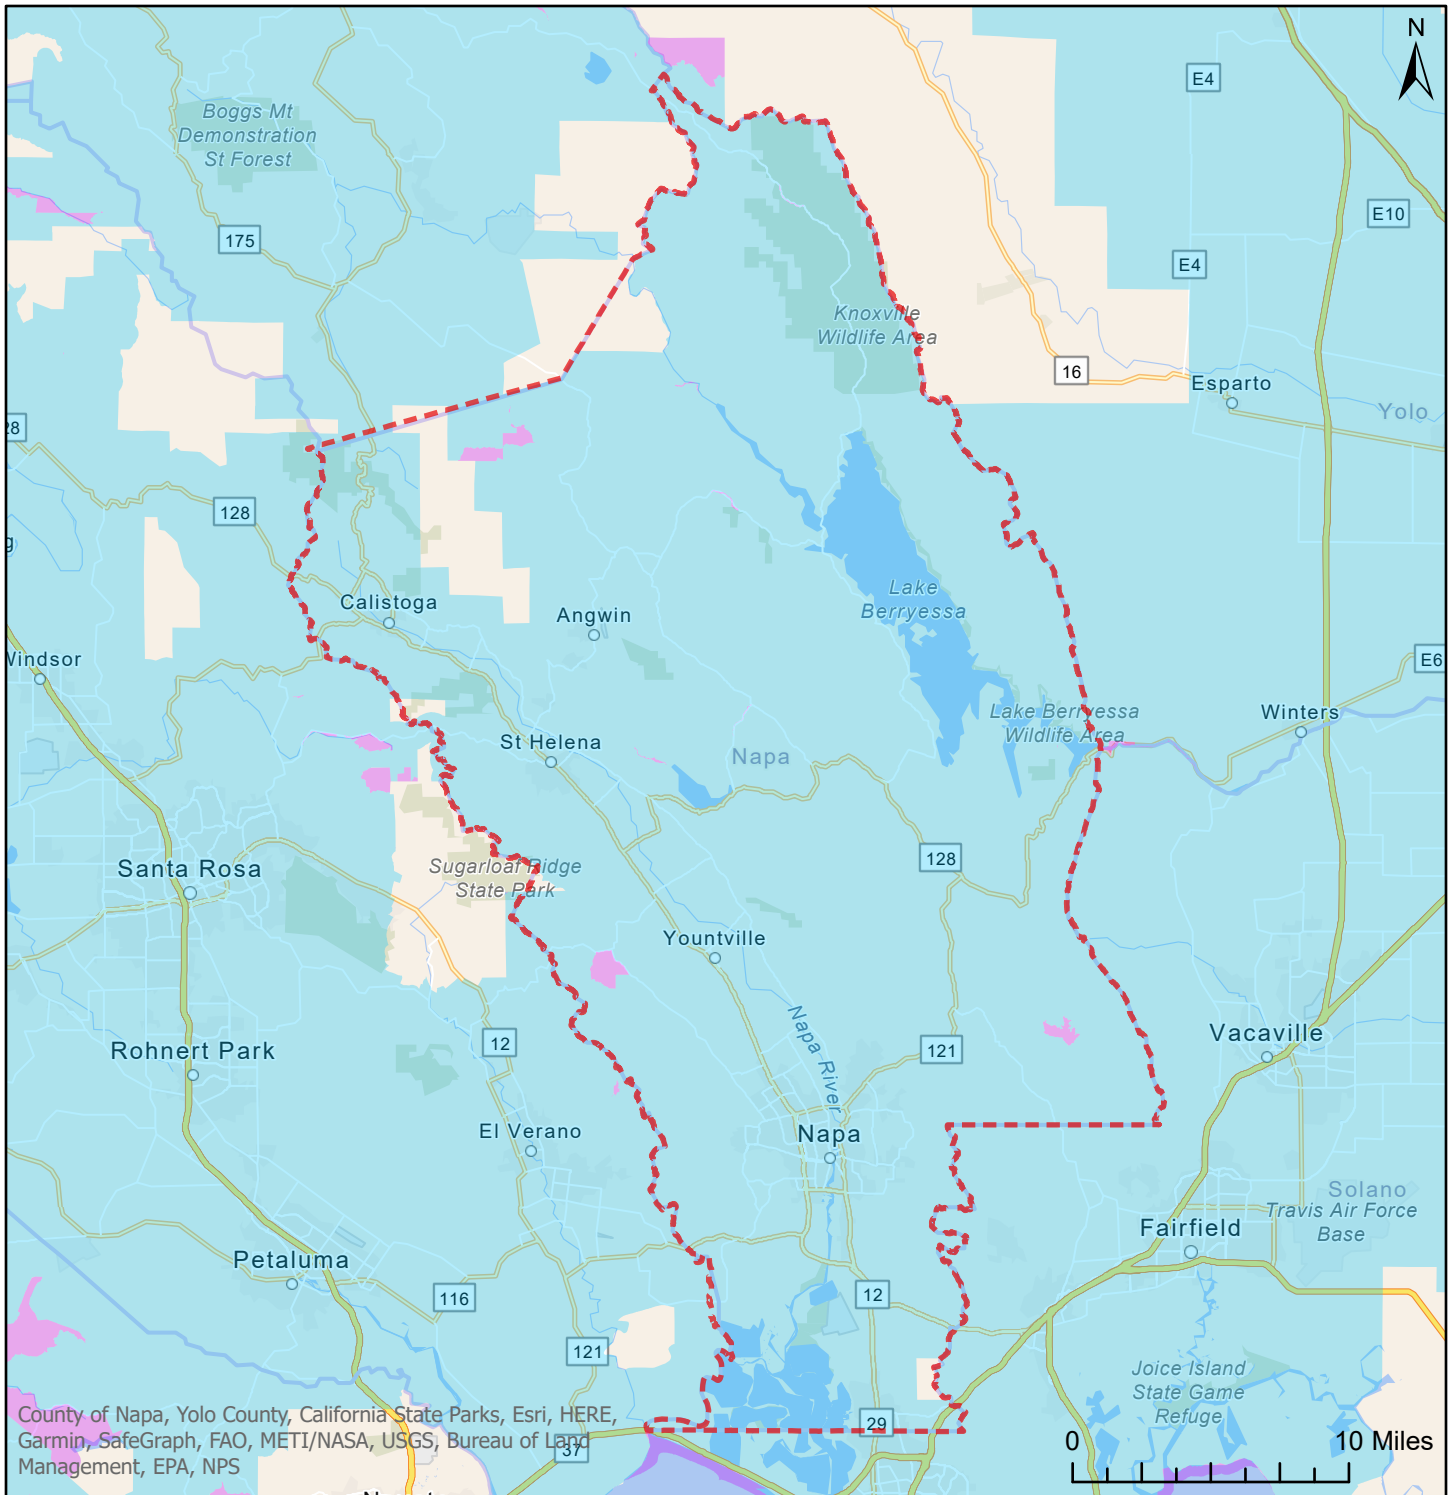 N
E4
Boggs Mt
Demonstration
St Forest
175
E10
E4
Knoxville
Wildlife Area
16
Esparto
Yolo
128
Calistoga
Angwin
Lake
Berryessa
Windsor
E6
Lake Berryessa
Wildlife Area
Winters
St Helena
Napa
Santa Rosa
Sugarloaf Ridge
State Park
128
Yountville
Napa River
12
Rohnert Park
121
Vacaville
El Verano
Napa
Solano
Travis Air Force
Base
Fairfield
Petaluma
116
12
121
Joice Island
State Game
Refuge
29
37
County of Napa, Yolo County, California State Parks, Esri, HERE,
Garmin, SafeGraph, FAO, METI/NASA, USGS, Bureau of Land
Management, EPA, NPS
0 10 Miles